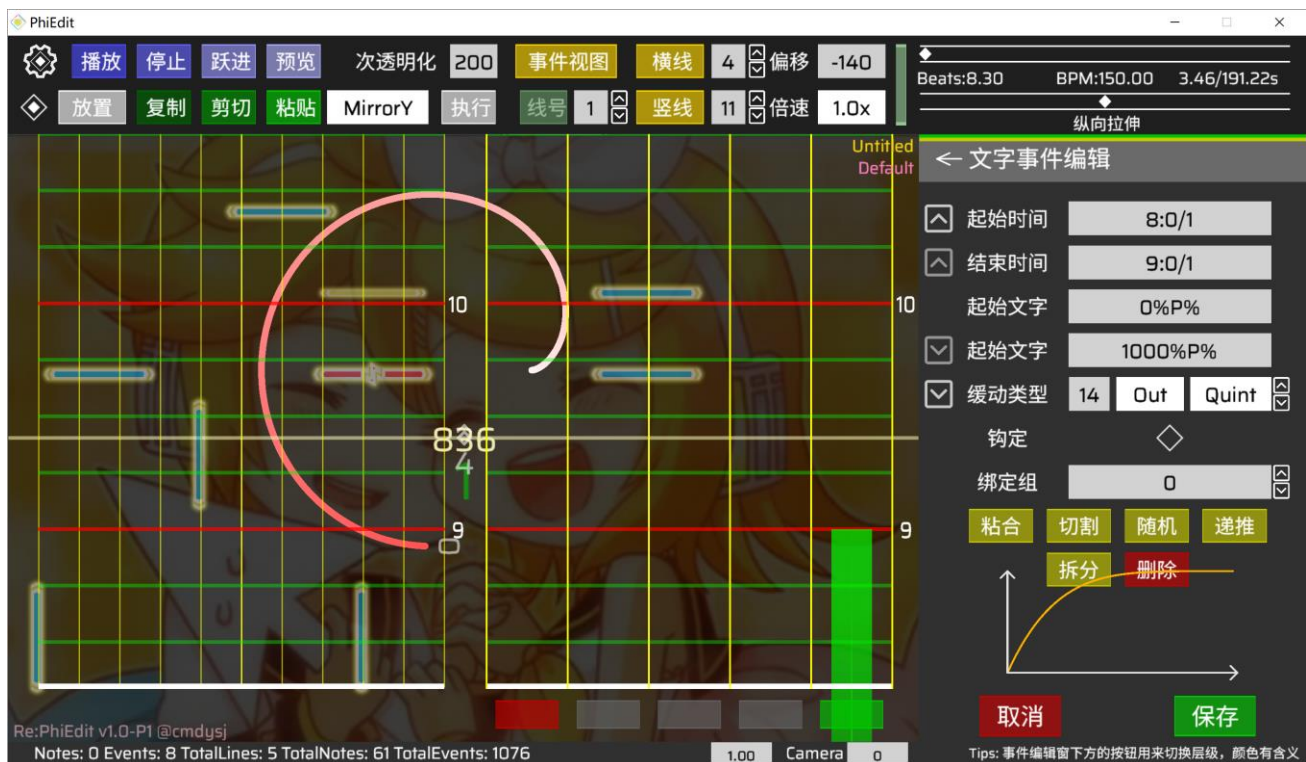 PhiEdit
播放 停止 跃进 预览 次透明化 200 事件视图 横线 4 偏移 -140
放置 复制 剪切 粘贴 MirrorY 执行 线号 1 竖线 11 倍速 1.0x
Beats:8.30 BPM:150.00 3.46/191.22s
纵向拉伸
Untitled
Default
10
10
9
9
836
4
0
文字事件编辑
起始时间 8:0/1
结束时间 9:0/1
起始文字 0%P%
起始文字 1000%P%
缓动类型 14 Out Quint
钩定
绑定组 0
粘合 切割 随机 递推
拆分 删除
取消 保存
Re:PhiEdit v1.0-P1 @cmdysj
Notes: 0 Events: 8 TotalLines: 5 TotalNotes: 61 TotalEvents: 1076
1.00 Camera 0
Tips: 事件编辑窗下方的按钮用来切换层级，颜色有含义